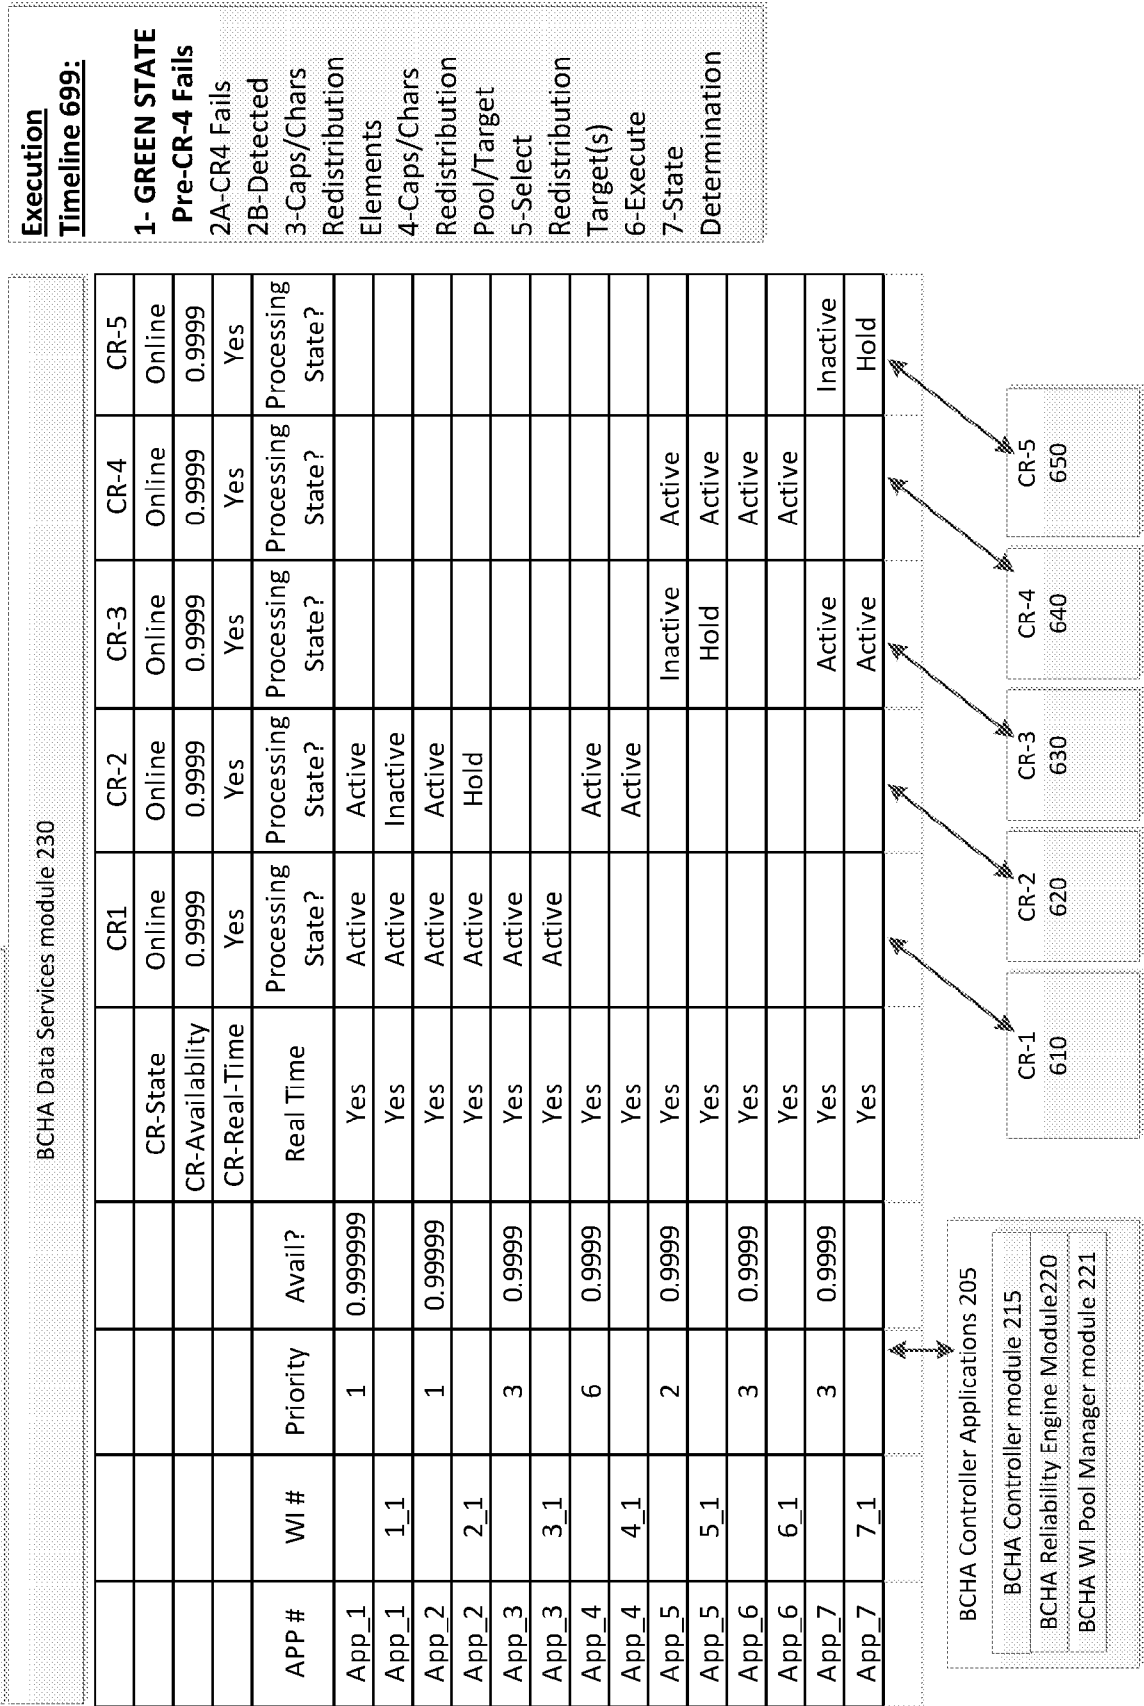 BCHA Data Services module 230
CR1 CR-2 CR-3 CR-4 CR-5
CR-State Online Online Online Online Online
CR-Availablity 0.9999 0.9999 0.9999 0.9999 0.9999
CR-Real-Time Yes Yes Yes Yes Yes
APP # WI # Priority Avail? Real Time Processing State? Processing State? Processing State? Processing State? Processing State?
App_1 1 0.999999 Yes Active Active
App_1 1_1 Yes Active Inactive
App_2 1 0.99999 Yes Active Active
App_2 2_1 Yes Active Hold
App_3 3 0.9999 Yes Active
App_3 3_1 Yes Active
App_4 6 0.9999 Yes Active
App_4 4_1 Yes Active
App_5 2 0.9999 Yes Inactive Active
App_5 5_1 Yes Hold Active
App_6 3 0.9999 Yes Active
App_6 6_1 Yes Active
App_7 3 0.9999 Yes Active Inactive
App_7 7_1 Yes Active Hold
Execution
Timeline 699:
1- GREEN STATE
Pre-CR-4 Fails
2A-CR4 Fails
2B-Detected
3-Caps/Chars
Redistribution
Elements
4-Caps/Chars
Redistribution
Pool/Target
5-Select
Redistribution
Target(s)
6-Execute
7-State
Determination
BCHA Controller Applications 205
BCHA Controller module 215
BCHA Reliability Engine Module220
BCHA WI Pool Manager module 221
CR-1
610
CR-2
620
CR-3
630
CR-4
640
CR-5
650